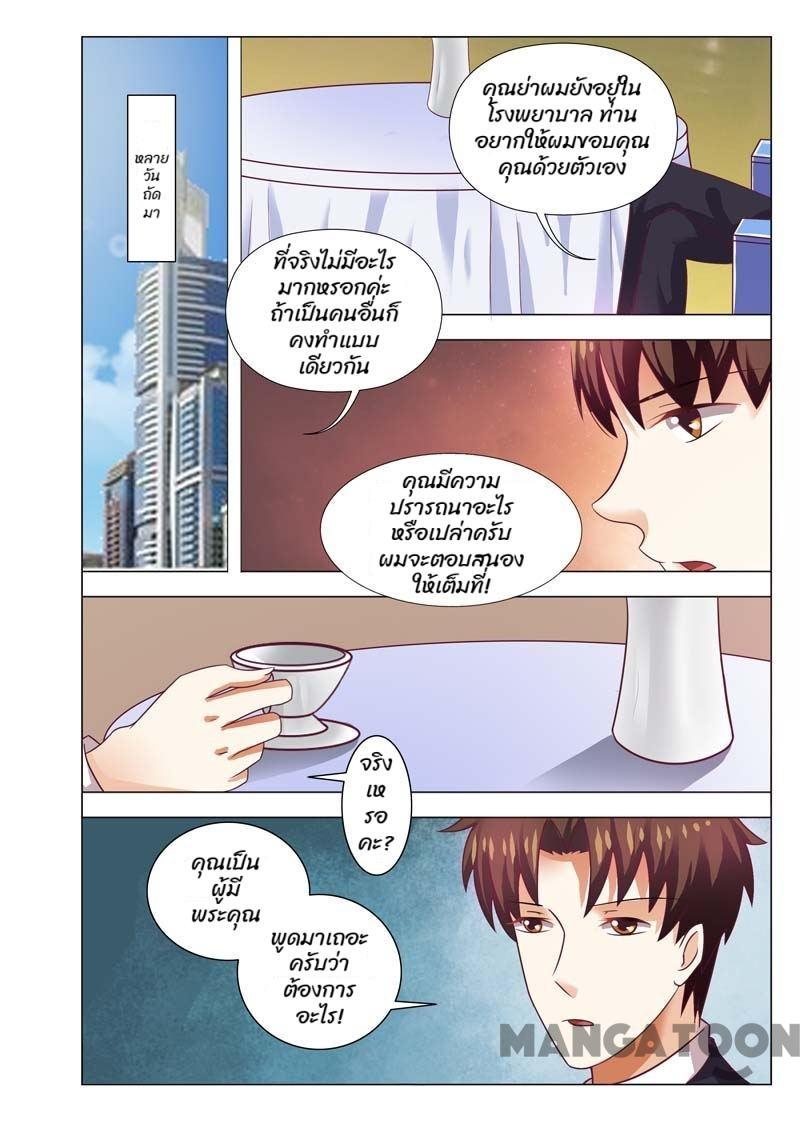 หลาย
วัน
ถัด
มา
คุณย่าผมยังอยู่ใน
โรงพยาบาล ท่าน
อยากให้ผมขอบคุณ
คุณด้วยตัวเอง
ที่จริงไม่มีอะไร
มากหรอกค่ะ
ถ้าเป็นคนอื่นก็
คงทำแบบ
เดียวกัน
คุณมีความ
ปรารถนาอะไร
หรือเปล่าครับ
ผมจะตอบสนอง
ให้เต็มที่!
จริง
เห
รอ
คะ?
คุณเป็น
ผู้มี
พระคุณ
พูดมาเถอะ
ครับว่า
ต้องการ
อะไร!
MANGATOON